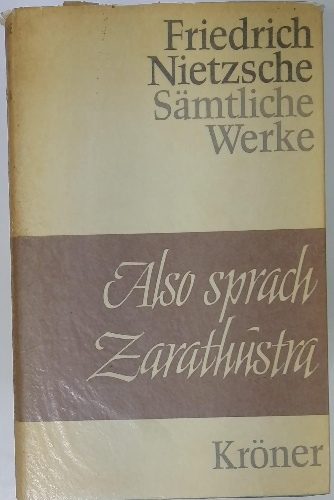 Friedrich
Nietzsche
Sämtliche
Werke
Also sprach
Zarathustra
Kröner